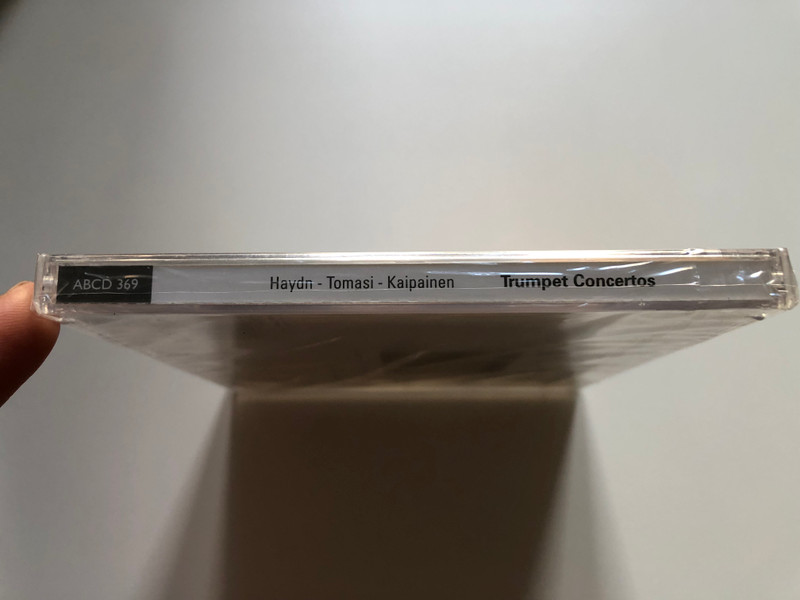 ABCD 369 Haydn - Tomasi - Kaipainen Trumpet Concertos